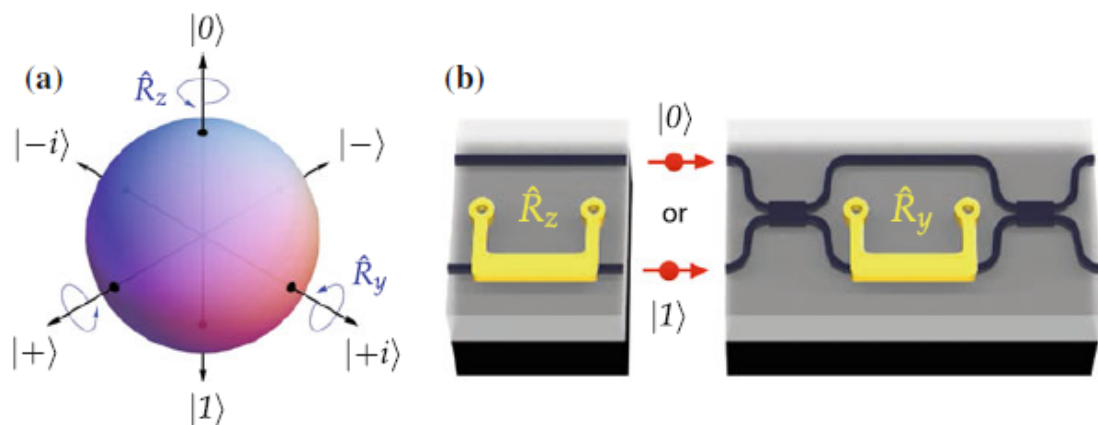 (a)
|0⟩
R̂z
|−i⟩
|−⟩
R̂y
|+⟩
|+i⟩
|1⟩
(b)
|0⟩
R̂z
or
R̂y
|1⟩